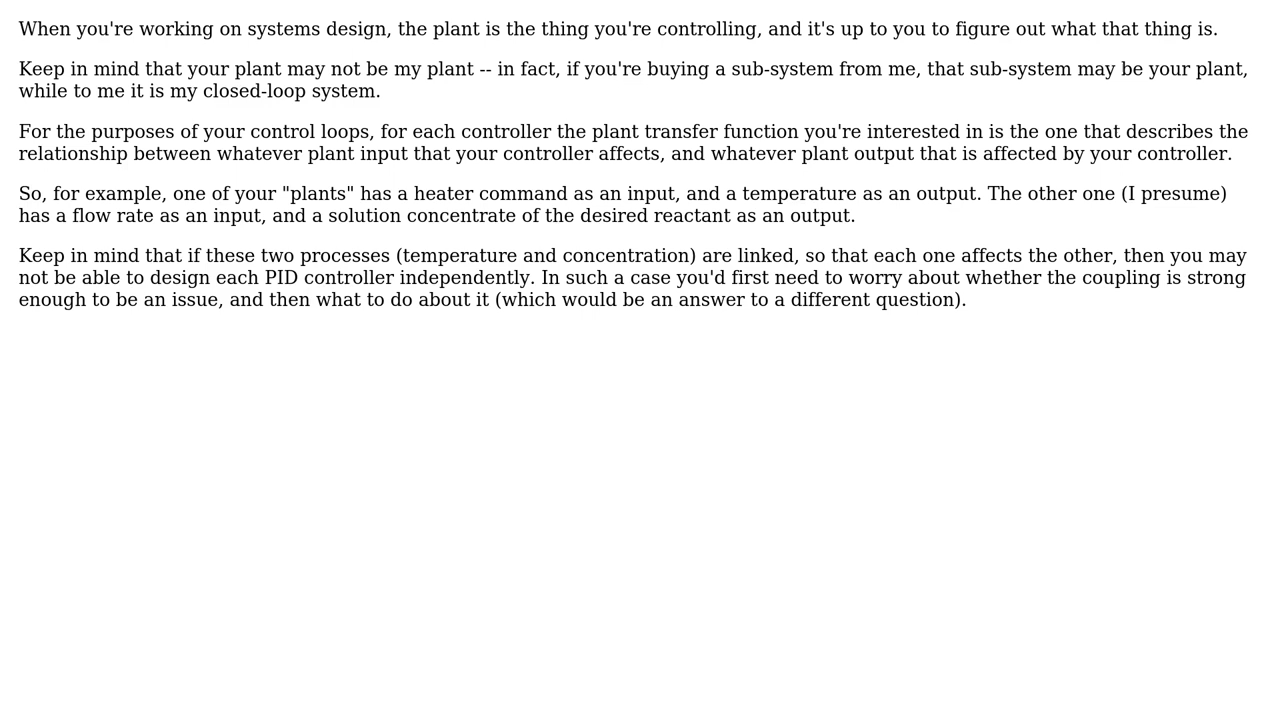 When you're working on systems design, the plant is the thing you're controlling, and it's up to you to figure out what that thing is.
Keep in mind that your plant may not be my plant -- in fact, if you're buying a sub-system from me, that sub-system may be your plant,
while to me it is my closed-loop system.
For the purposes of your control loops, for each controller the plant transfer function you're interested in is the one that describes the
relationship between whatever plant input that your controller affects, and whatever plant output that is affected by your controller.
So, for example, one of your "plants" has a heater command as an input, and a temperature as an output. The other one (I presume)
has a flow rate as an input, and a solution concentrate of the desired reactant as an output.
Keep in mind that if these two processes (temperature and concentration) are linked, so that each one affects the other, then you may
not be able to design each PID controller independently. In such a case you'd first need to worry about whether the coupling is strong
enough to be an issue, and then what to do about it (which would be an answer to a different question).